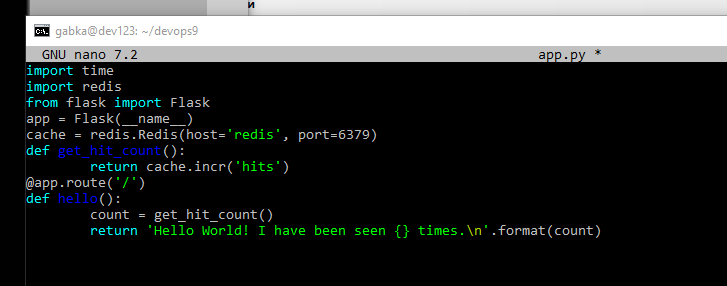 и
gabka@dev123: ~/devops9
GNU nano 7.2 app.py *
import time
import redis
from flask import Flask
app = Flask(__name__)
cache = redis.Redis(host='redis', port=6379)
def get_hit_count():
        return cache.incr('hits')
@app.route('/')
def hello():
        count = get_hit_count()
        return 'Hello World! I have been seen {} times.\n'.format(count)